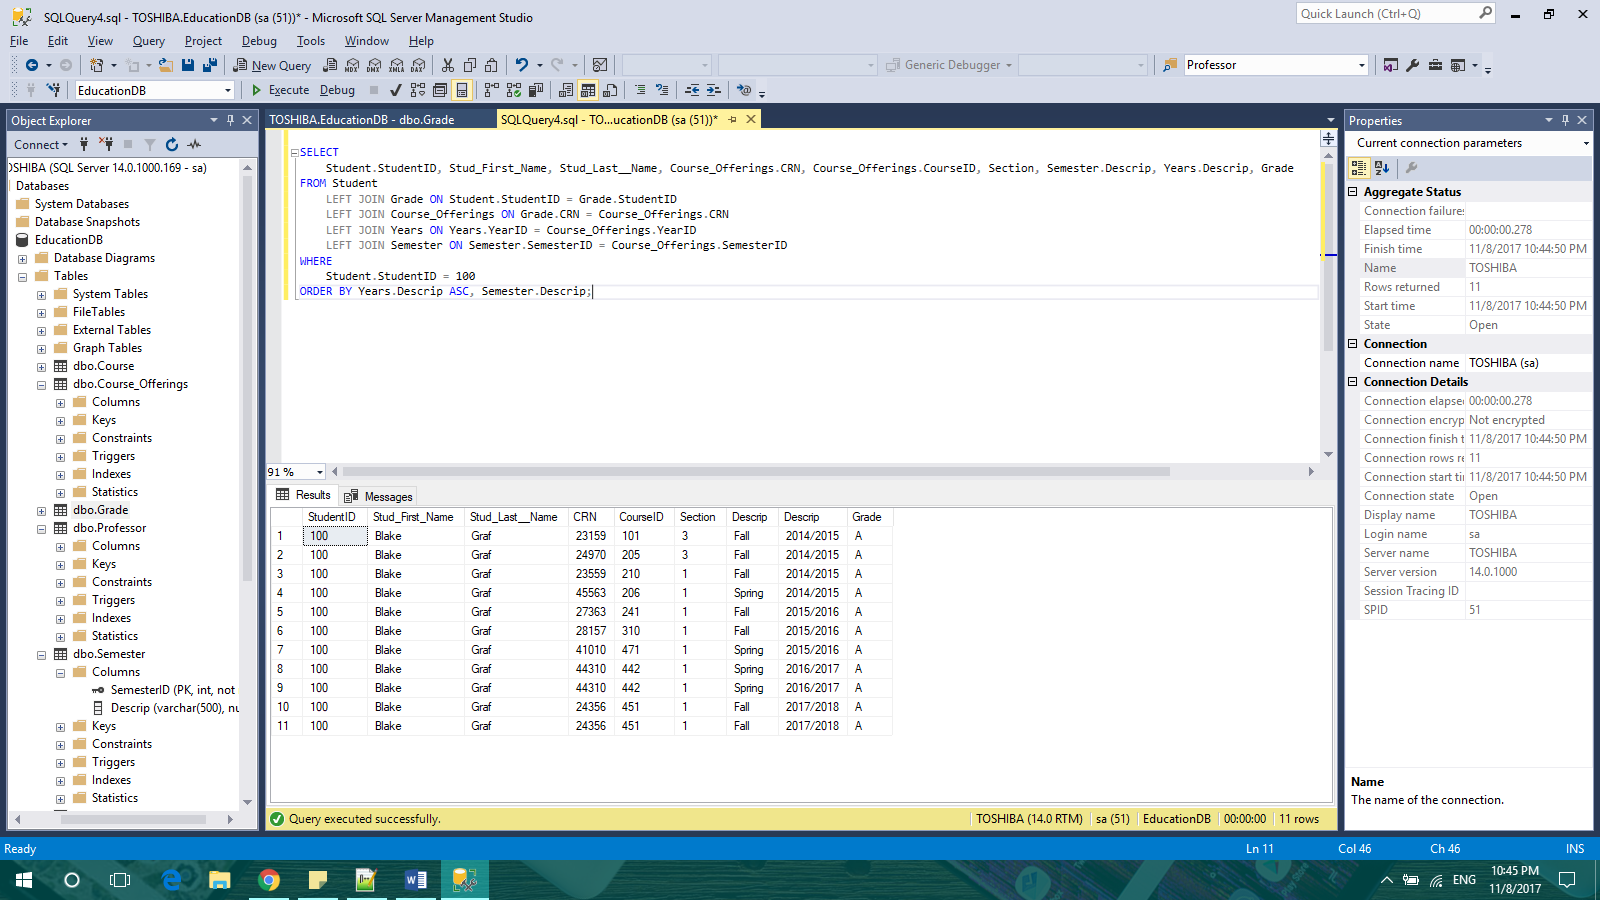 SQLQuery4.sql - TOSHIBA.EducationDB (sa (51))* - Microsoft SQL Server Management Studio
Quick Launch (Ctrl+Q)
File Edit View Query Project Debug Tools Window Help
New Query MDX DMX XMLA DAX Generic Debugger Professor
EducationDB Execute Debug
Object Explorer
Connect
OSHIBA (SQL Server 14.0.1000.169 - sa)
Databases
System Databases
Database Snapshots
EducationDB
Database Diagrams
Tables
System Tables
FileTables
External Tables
Graph Tables
dbo.Course
dbo.Course_Offerings
Columns
Keys
Constraints
Triggers
Indexes
Statistics
dbo.Grade
dbo.Professor
Columns
Keys
Constraints
Triggers
Indexes
Statistics
dbo.Semester
Columns
SemesterID (PK, int, not
Descrip (varchar(500), nu
Keys
Constraints
Triggers
Indexes
Statistics
TOSHIBA.EducationDB - dbo.Grade SQLQuery4.sql - TO...ucationDB (sa (51))*
SELECT
Student.StudentID, Stud_First_Name, Stud_Last__Name, Course_Offerings.CRN, Course_Offerings.CourseID, Section, Semester.Descrip, Years.Descrip, Grade
FROM Student
LEFT JOIN Grade ON Student.StudentID = Grade.StudentID
LEFT JOIN Course_Offerings ON Grade.CRN = Course_Offerings.CRN
LEFT JOIN Years ON Years.YearID = Course_Offerings.YearID
LEFT JOIN Semester ON Semester.SemesterID = Course_Offerings.SemesterID
WHERE
Student.StudentID = 100
ORDER BY Years.Descrip ASC, Semester.Descrip;
91 %
Results Messages
StudentID Stud_First_Name Stud_Last__Name CRN CourseID Section Descrip Descrip Grade
1 100 Blake Graf 23159 101 3 Fall 2014/2015 A
2 100 Blake Graf 24970 205 3 Fall 2014/2015 A
3 100 Blake Graf 23559 210 1 Fall 2014/2015 A
4 100 Blake Graf 45563 206 1 Spring 2014/2015 A
5 100 Blake Graf 27363 241 1 Fall 2015/2016 A
6 100 Blake Graf 28157 310 1 Fall 2015/2016 A
7 100 Blake Graf 41010 471 1 Spring 2015/2016 A
8 100 Blake Graf 44310 442 1 Spring 2016/2017 A
9 100 Blake Graf 44310 442 1 Spring 2016/2017 A
10 100 Blake Graf 24356 451 1 Fall 2017/2018 A
11 100 Blake Graf 24356 451 1 Fall 2017/2018 A
Query executed successfully. TOSHIBA (14.0 RTM) sa (51) EducationDB 00:00:00 11 rows
Properties
Current connection parameters
Aggregate Status
Connection failures
Elapsed time 00:00:00.278
Finish time 11/8/2017 10:44:50 PM
Name TOSHIBA
Rows returned 11
Start time 11/8/2017 10:44:50 PM
State Open
Connection
Connection name TOSHIBA (sa)
Connection Details
Connection elapse 00:00:00.278
Connection encryp Not encrypted
Connection finish t 11/8/2017 10:44:50 PM
Connection rows re 11
Connection start ti 11/8/2017 10:44:50 PM
Connection state Open
Display name TOSHIBA
Login name sa
Server name TOSHIBA
Server version 14.0.1000
Session Tracing ID
SPID 51
Name
The name of the connection.
Ready Ln 11 Col 46 Ch 46 INS
ENG 10:45 PM
11/8/2017